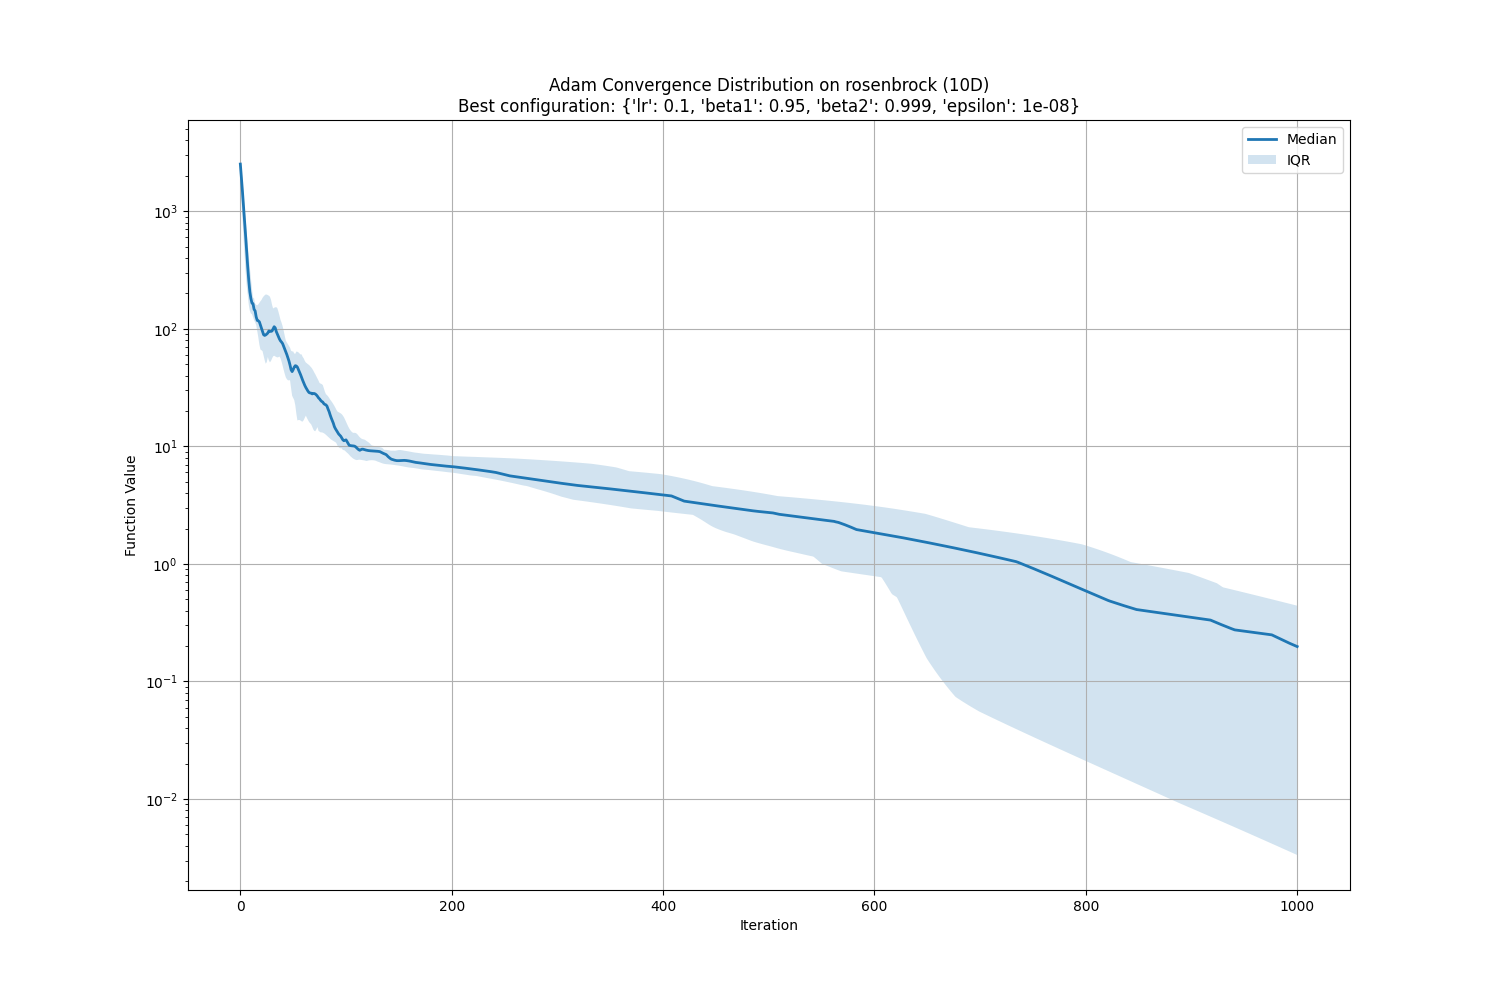 Adam Convergence Distribution on rosenbrock (10D)
Best configuration: {'lr': 0.1, 'beta1': 0.95, 'beta2': 0.999, 'epsilon': 1e-08}
Median
IQR
10³
10²
10¹
10⁰
10⁻¹
10⁻²
Function Value
0 200 400 600 800 1000
Iteration